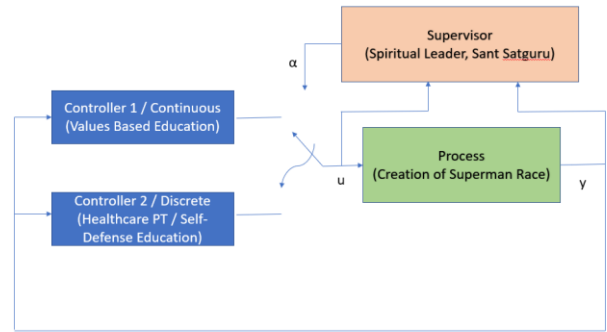 Supervisor
(Spiritual Leader, Sant Satguru)
α
Controller 1 / Continuous
(Values Based Education)
Process
(Creation of Superman Race)
u
y
Controller 2 / Discrete
(Healthcare PT / Self-
Defense Education)